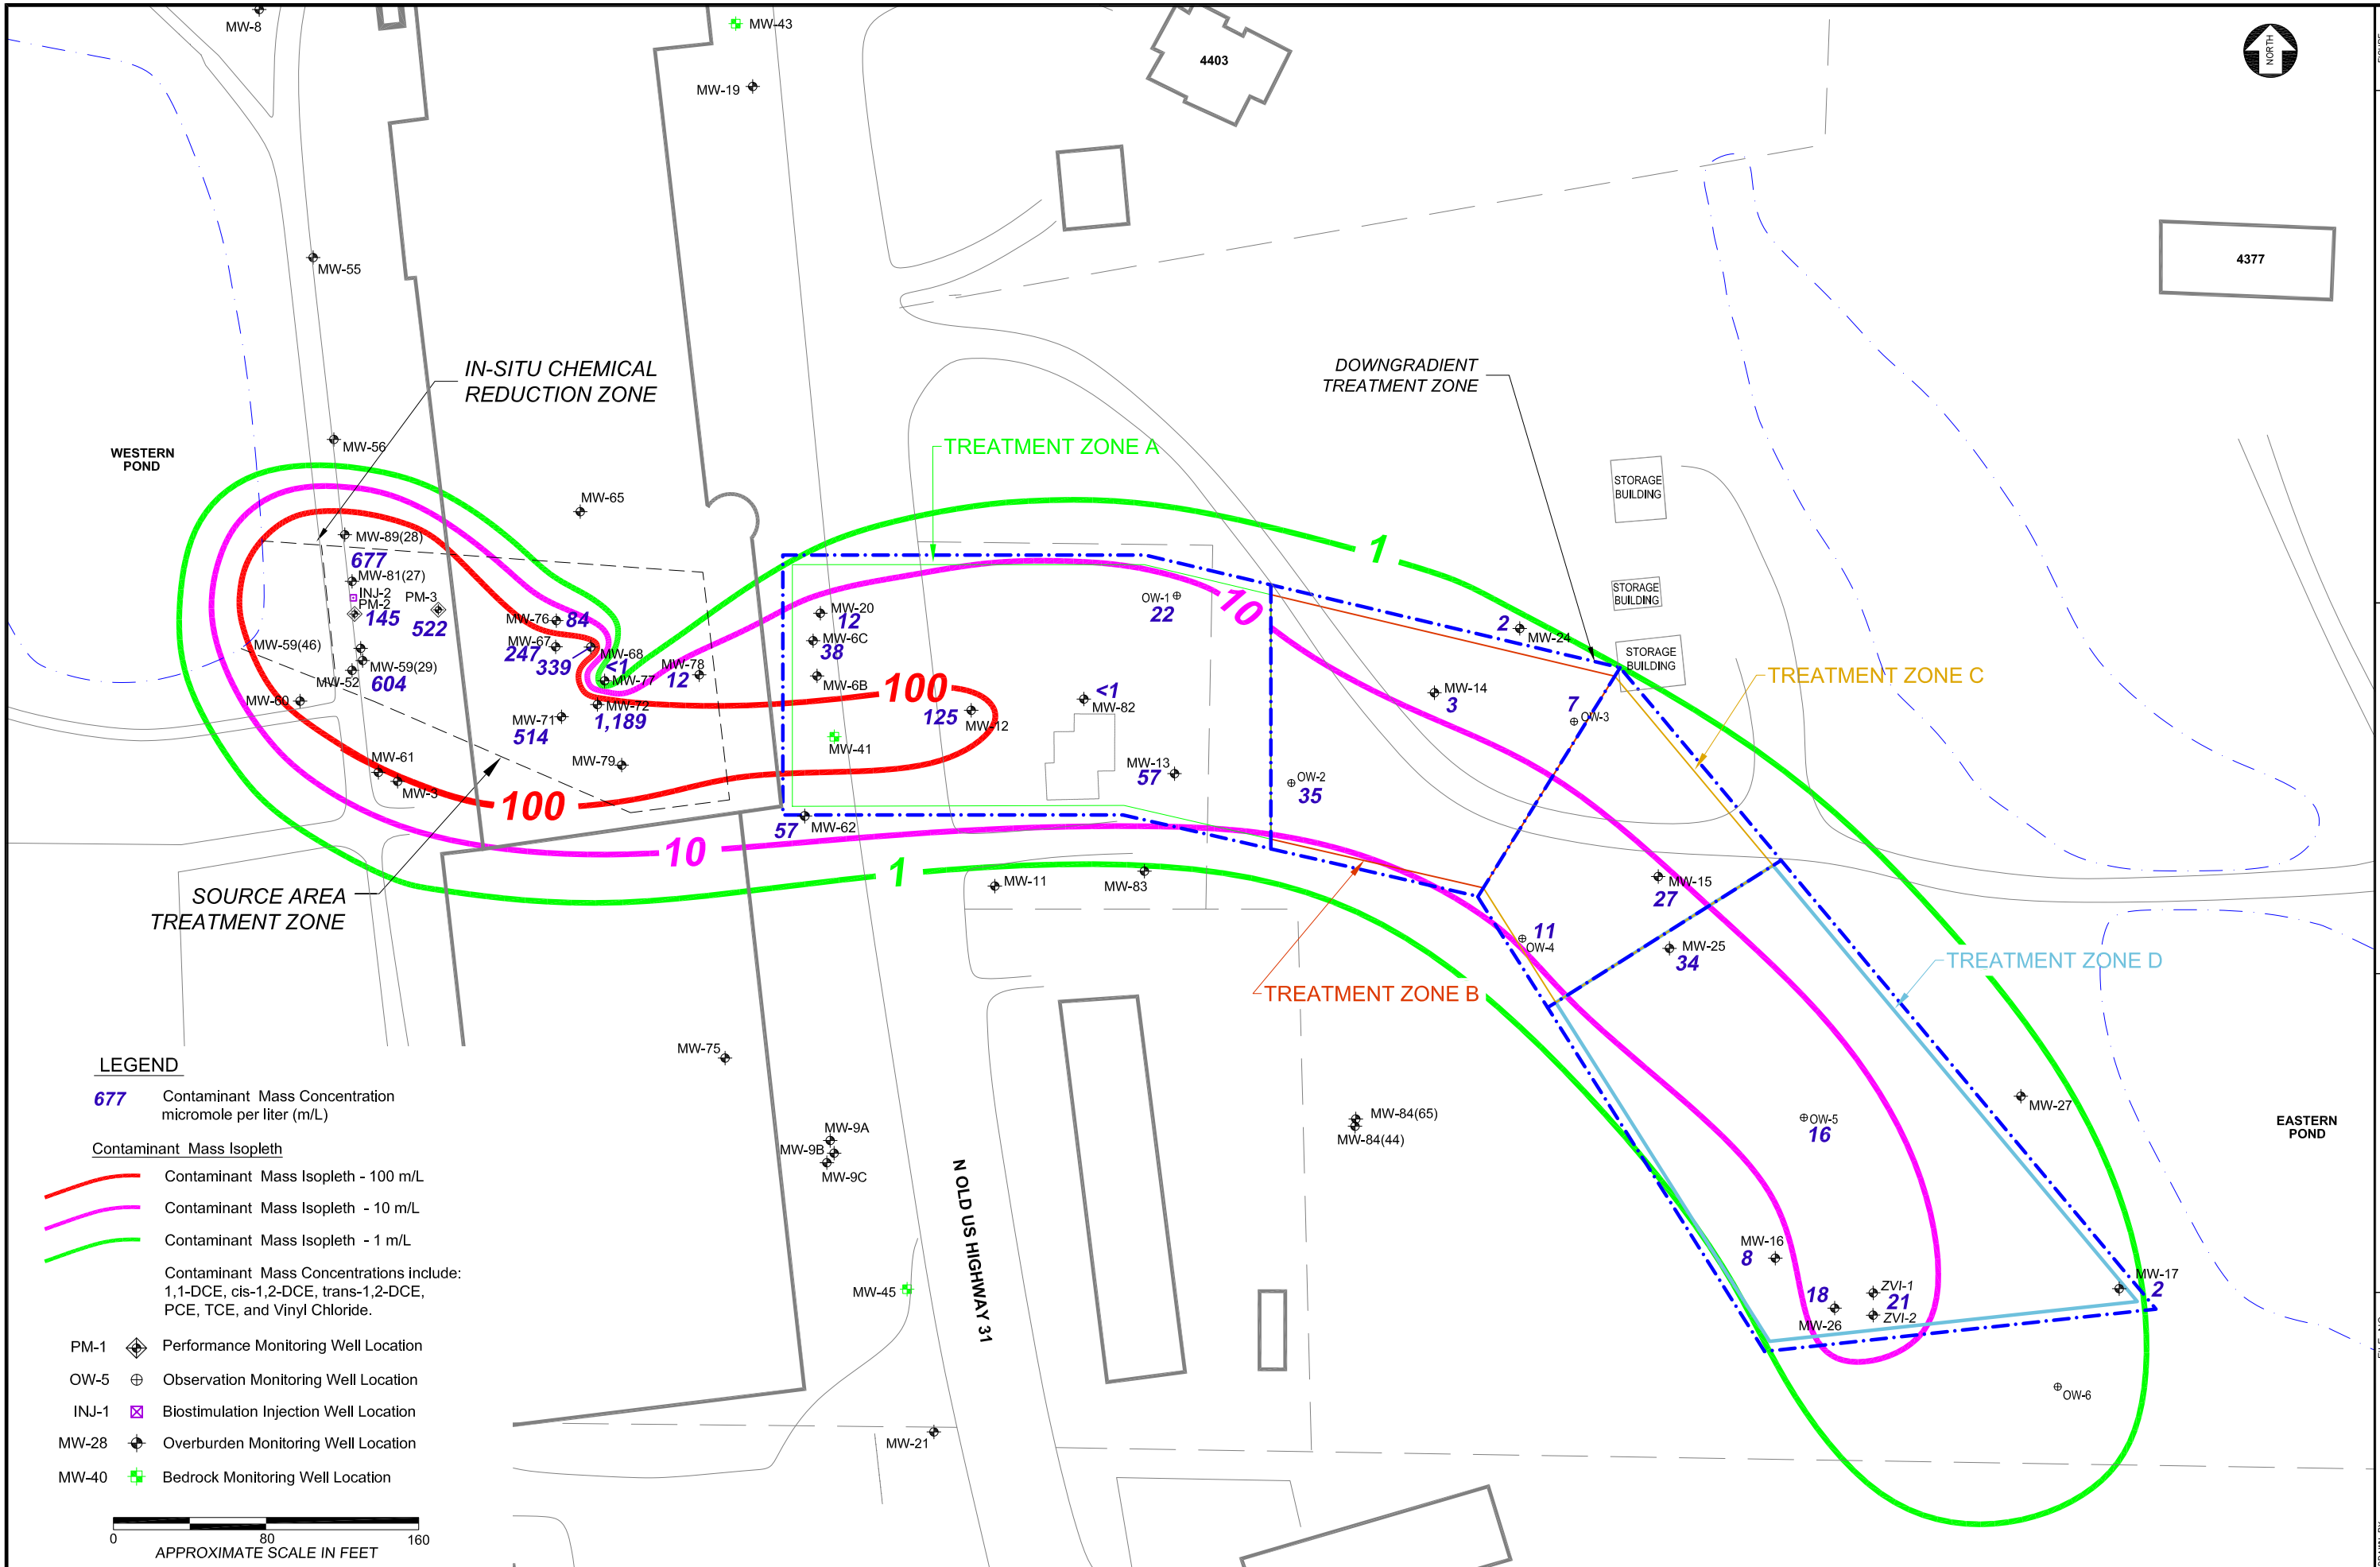 MW-8
MW-43
MW-19
4403
NORTH
4377
MW-55
IN-SITU CHEMICAL
REDUCTION ZONE
DOWNGRADIENT
TREATMENT ZONE
WESTERN
POND
MW-56
TREATMENT ZONE A
MW-65
STORAGE
BUILDING
STORAGE
BUILDING
STORAGE
BUILDING
MW-89(28)
677
MW-81(27)
INJ-2
PM-2
145
PM-3
522
MW-76
84
MW-67
247
339
MW-68
<1
MW-77
MW-78
12
MW-59(46)
MW-59(29)
MW-52
604
MW-60
MW-71
514
MW-72
1,189
MW-79
MW-61
MW-3
100
MW-20
12
MW-6C
38
MW-6B
100
125
MW-12
MW-41
<1
MW-82
OW-1
22
10
1
MW-13
57
OW-2
35
57
MW-62
10
1
MW-11
MW-83
2
MW-24
MW-14
3
7
OW-3
TREATMENT ZONE C
MW-15
27
11
OW-4
MW-25
34
TREATMENT ZONE B
TREATMENT ZONE D
SOURCE AREA
TREATMENT ZONE
MW-75
MW-9A
MW-9B
MW-9C
MW-84(65)
MW-84(44)
N OLD US HIGHWAY 31
MW-45
MW-21
OW-5
16
MW-27
EASTERN
POND
MW-16
8
18
MW-26
ZVI-1
21
ZVI-2
MW-17
2
OW-6
LEGEND
677 Contaminant Mass Concentration
micromole per liter (m/L)
Contaminant Mass Isopleth
Contaminant Mass Isopleth - 100 m/L
Contaminant Mass Isopleth - 10 m/L
Contaminant Mass Isopleth - 1 m/L
Contaminant Mass Concentrations include:
1,1-DCE, cis-1,2-DCE, trans-1,2-DCE,
PCE, TCE, and Vinyl Chloride.
PM-1 Performance Monitoring Well Location
OW-5 Observation Monitoring Well Location
INJ-1 Biostimulation Injection Well Location
MW-28 Overburden Monitoring Well Location
MW-40 Bedrock Monitoring Well Location
0 80 160
APPROXIMATE SCALE IN FEET